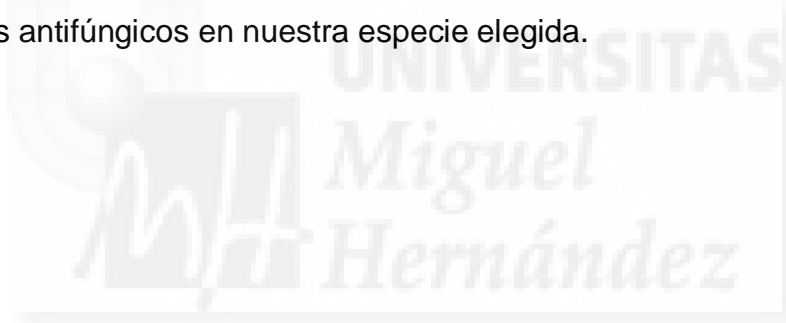 s antifúngicos en nuestra especie elegida.
UNIVERSITAS
Miguel
Hernández